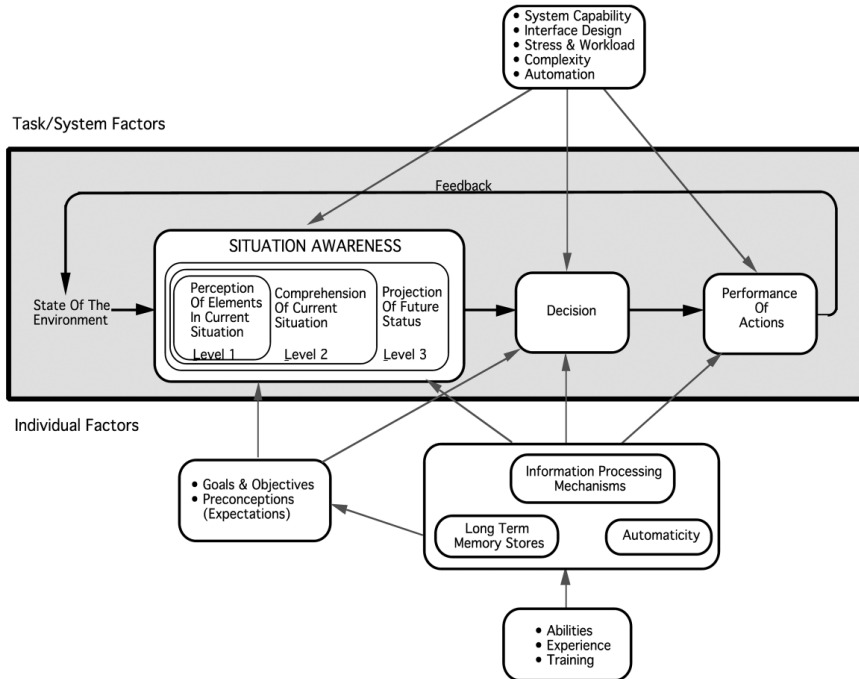 • System Capability
• Interface Design
• Stress & Workload
• Complexity
• Automation
Task/System Factors
Feedback
SITUATION AWARENESS
State Of The
Environment
Perception
Of Elements
In Current
Situation
Level 1
Comprehension
Of Current
Situation
Level 2
Projection
Of Future
Status
Level 3
Decision
Performance
Of
Actions
Individual Factors
• Goals & Objectives
• Preconceptions
(Expectations)
Information Processing
Mechanisms
Long Term
Memory Stores
Automaticity
• Abilities
• Experience
• Training